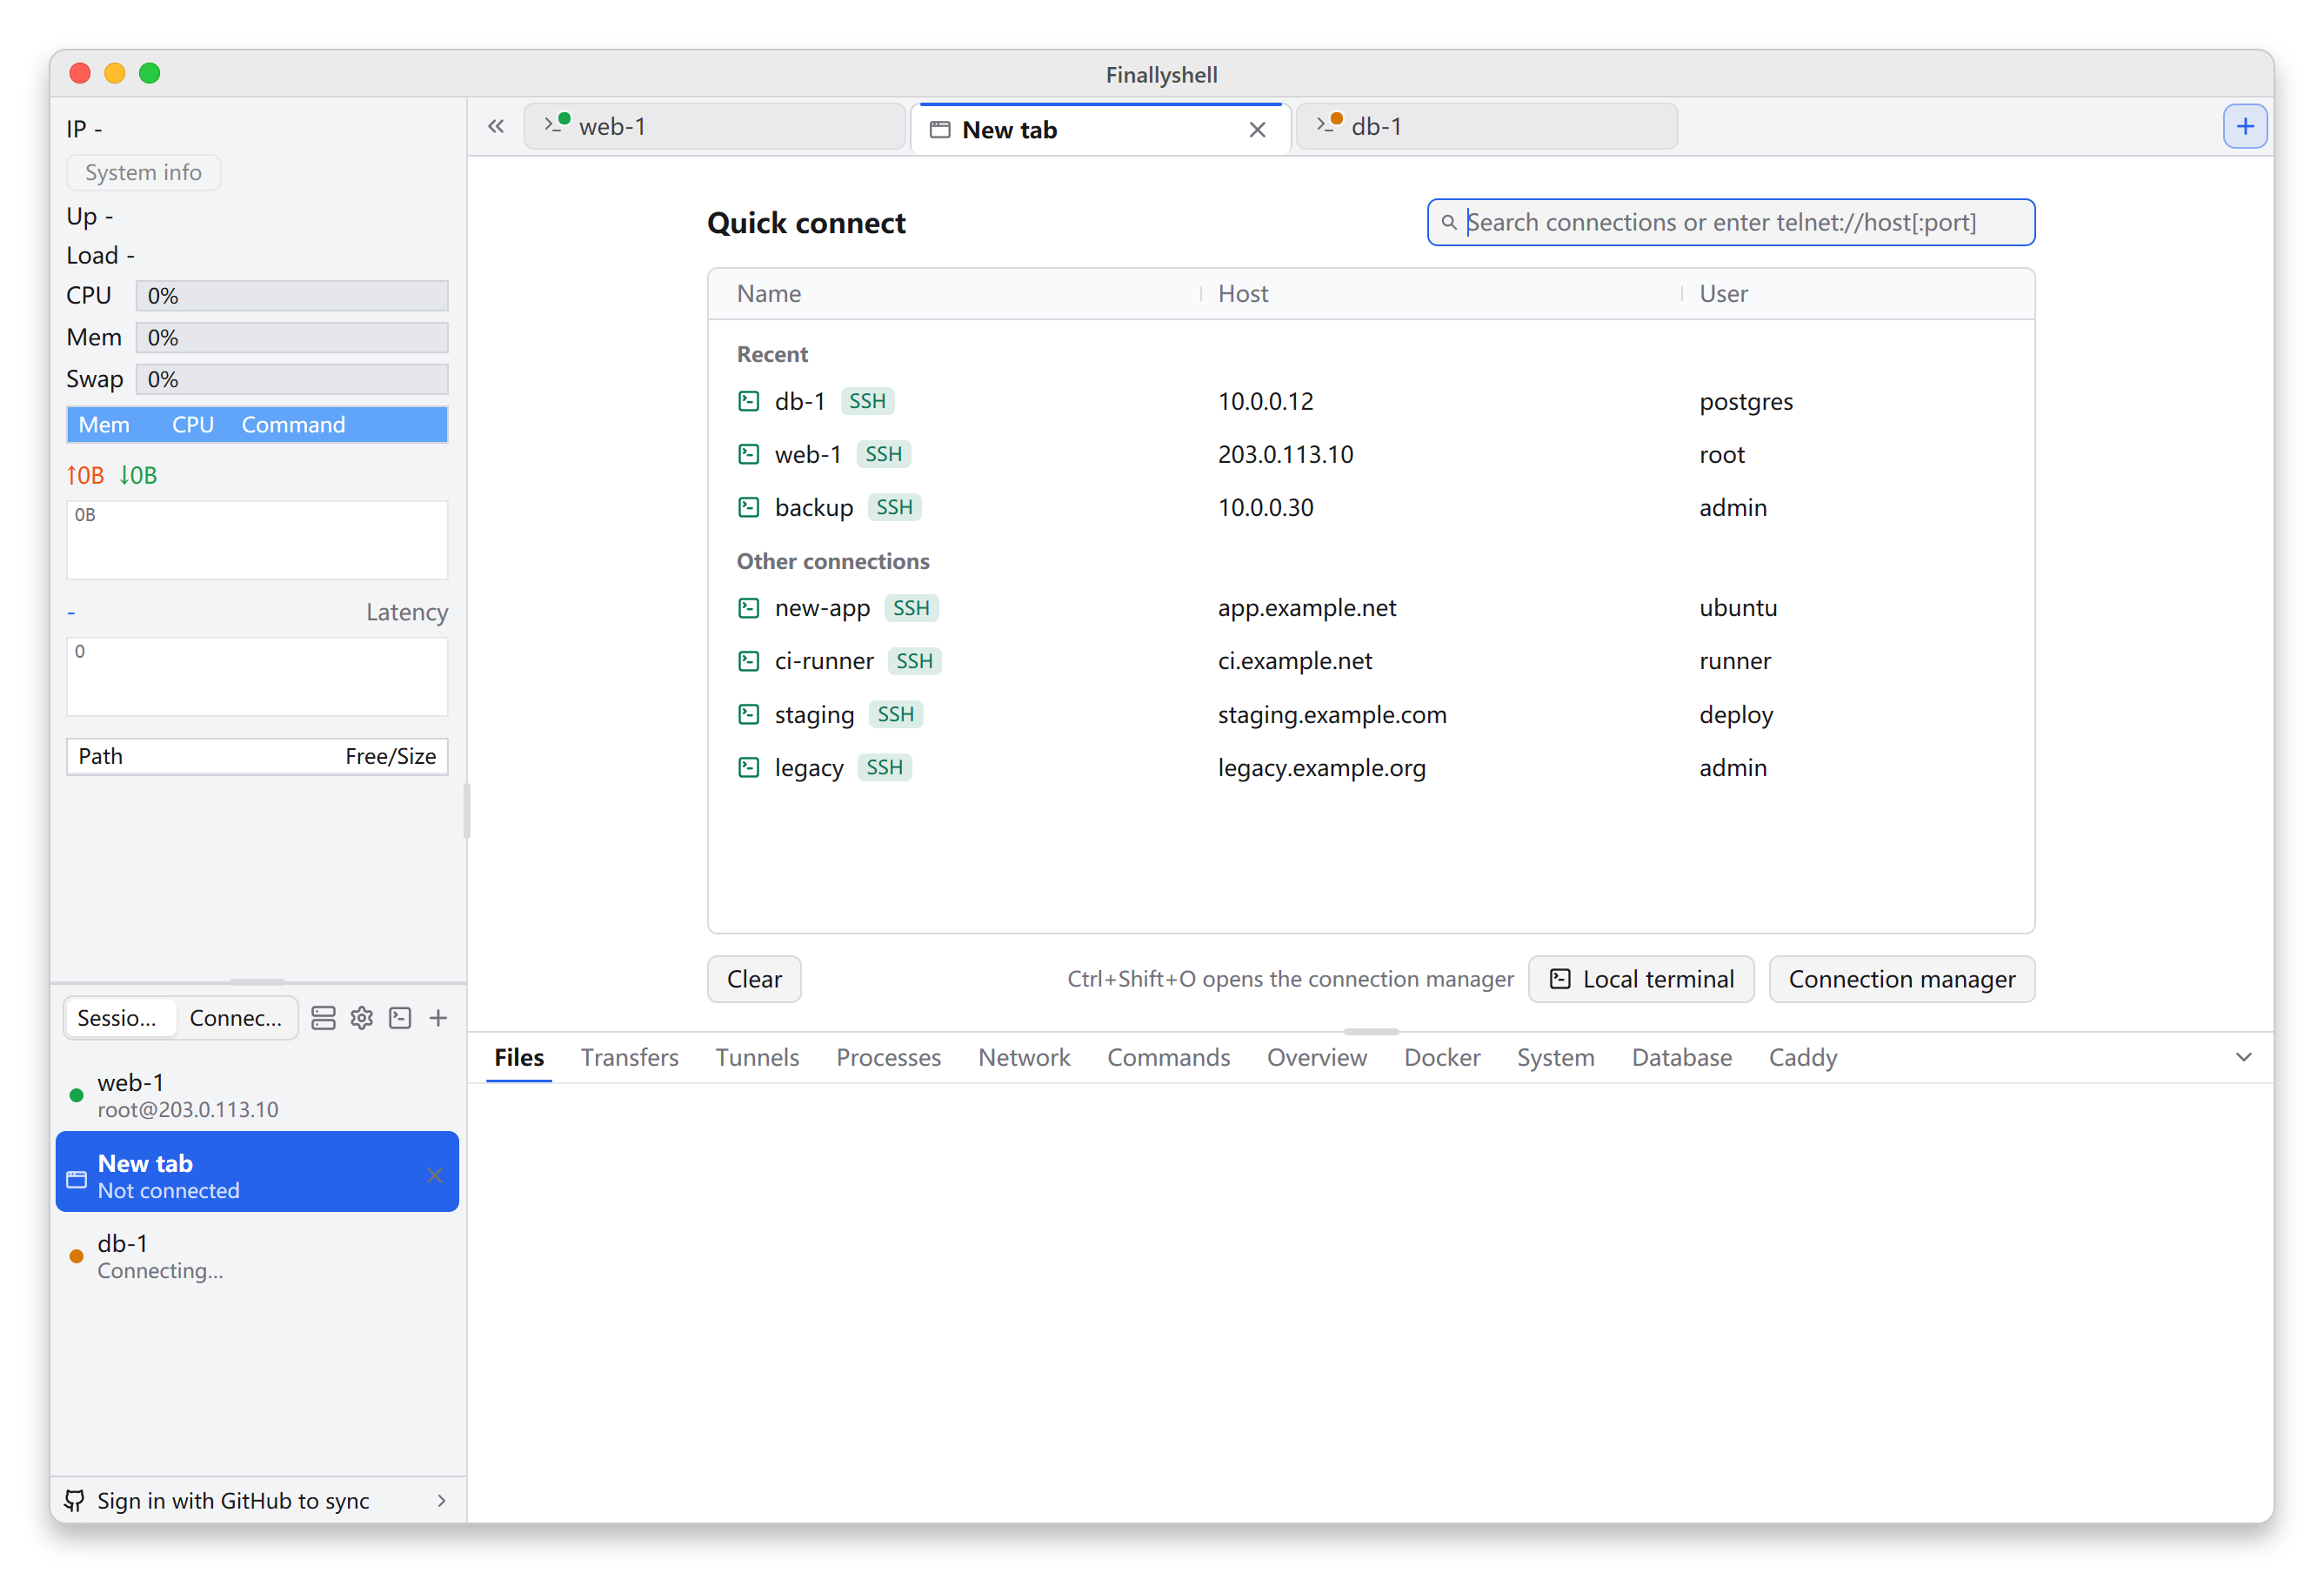 Finallyshell
IP -
System info
Up -
Load -
CPU 0%
Mem 0%
Swap 0%
Mem CPU Command
↑0B ↓0B
0B
- Latency
0
Path Free/Size
Sessio... Connec...
web-1
root@203.0.113.10
New tab
Not connected
db-1
Connecting...
Sign in with GitHub to sync
web-1 New tab db-1
Quick connect
Search connections or enter telnet://host[:port]
Name Host User
Recent
db-1 SSH 10.0.0.12 postgres
web-1 SSH 203.0.113.10 root
backup SSH 10.0.0.30 admin
Other connections
new-app SSH app.example.net ubuntu
ci-runner SSH ci.example.net runner
staging SSH staging.example.com deploy
legacy SSH legacy.example.org admin
Clear Ctrl+Shift+O opens the connection manager Local terminal Connection manager
Files Transfers Tunnels Processes Network Commands Overview Docker System Database Caddy